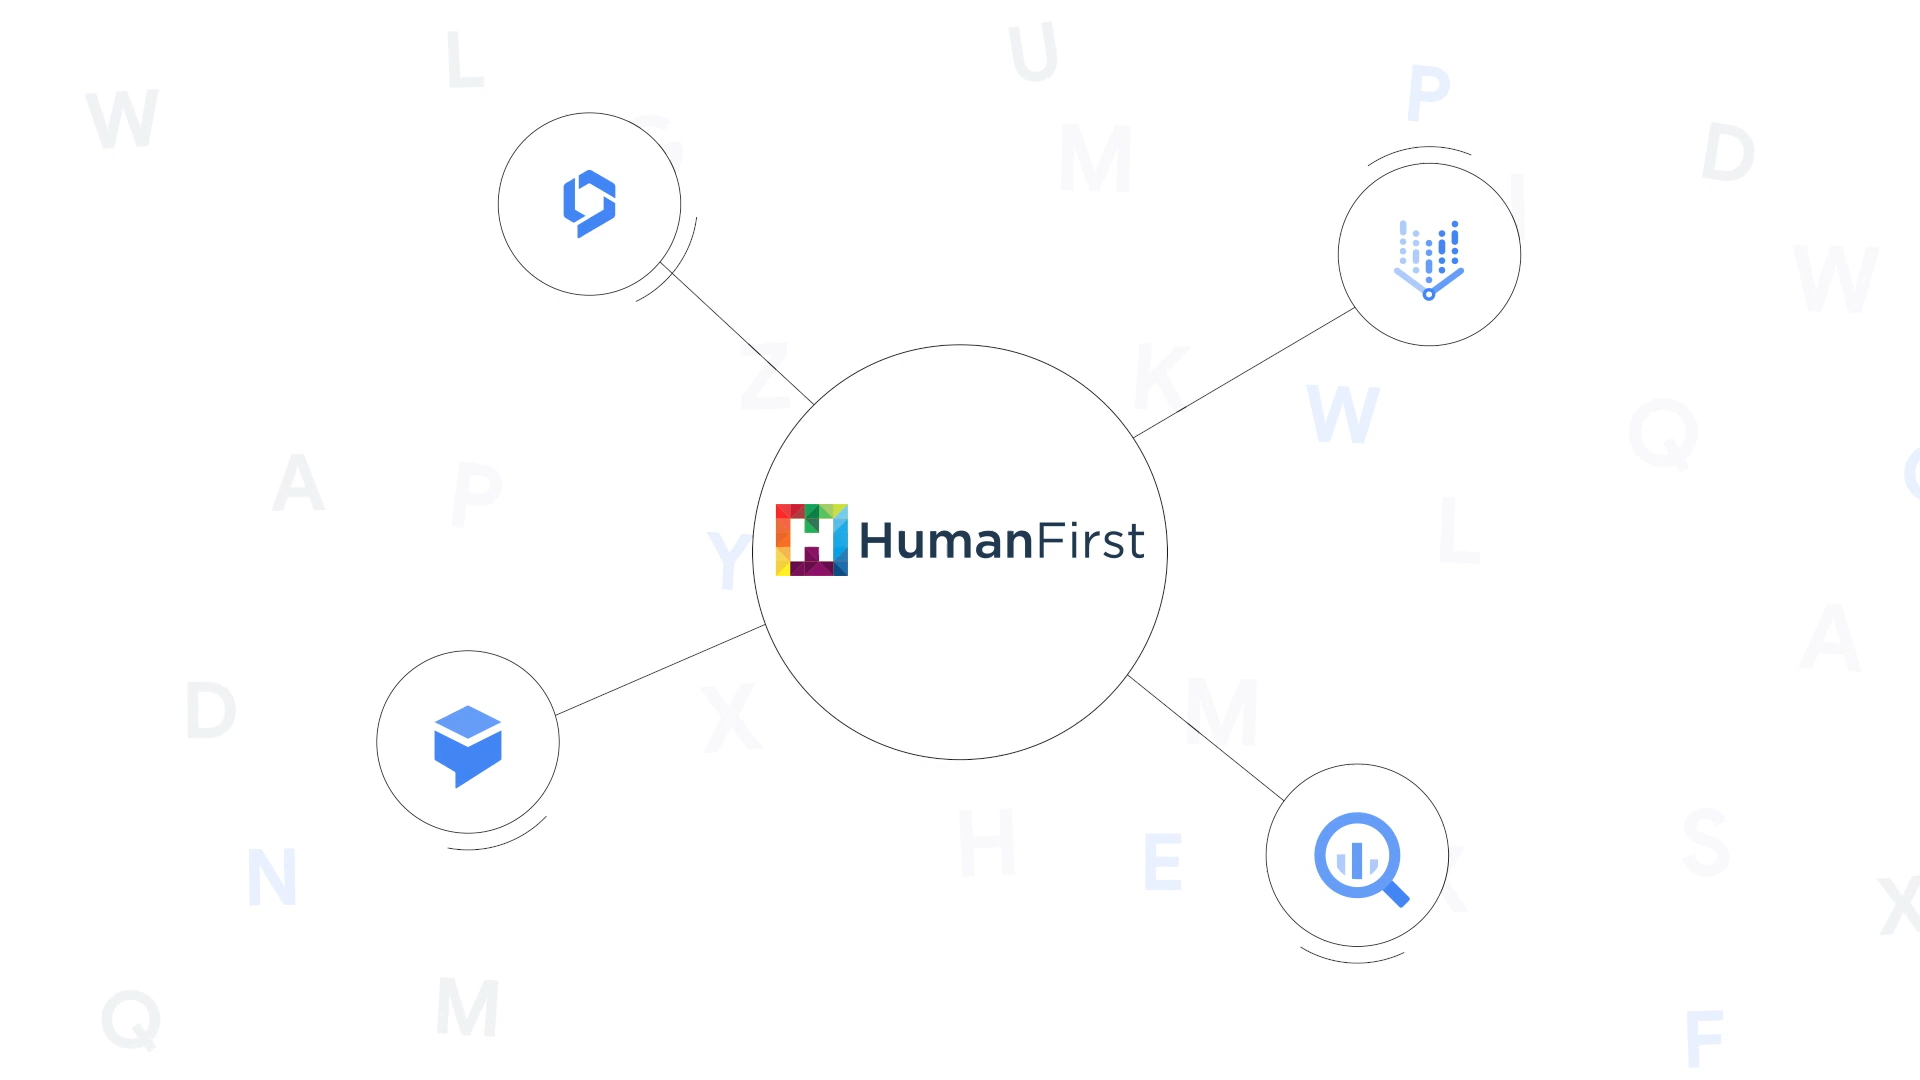 U
L
P
W
G
M
D
W
Z
K
W
Q
A
P
L
HumanFirst
Y
A
D
X
M
H
E
S
N
X
Q
M
F